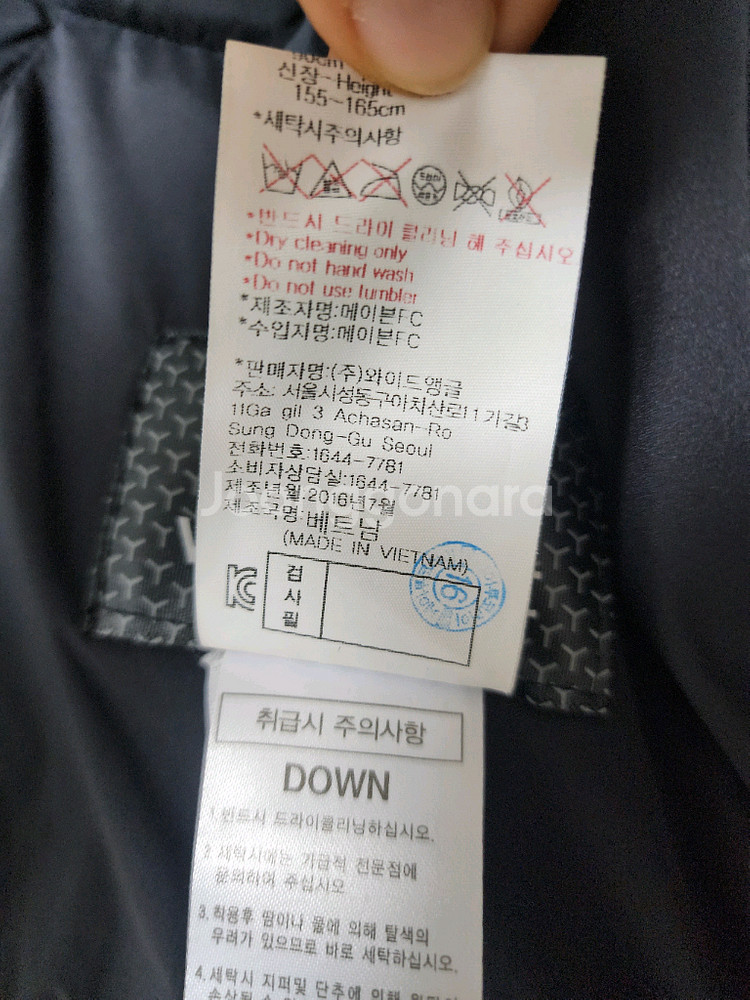 신장-Height
155~165cm
*세탁시주의사항
*반드시 드라이 클리닝 해 주십시오
*Dry cleaning only
*Do not hand wash
*Do not use tumbler
*제조자명:메이븐FC
*수입자명:메이븐FC
*판매자명:(주)와이드앵글
주소: 서울시성동구아차산로11가길3
11Ga gil 3 Achasan-Ro
Sung Dong-Gu Seoul
전화번호:1644-7781
소비자상담실:1644-7781
제조년월:2016년7월
제조국명:베트남
(MADE IN VIETNAM)
검
사
필
16
취급시 주의사항
DOWN
1.반드시 드라이클리닝하십시오.
2.세탁시에는 가급적 전문점에
문의하여 주십시오
3.착용후 땀이나 물에 의해 탈색의
우려가 있으므로 바로 세탁하십시오.
4.세탁시 지퍼및 단추에 의해
Joonggonara